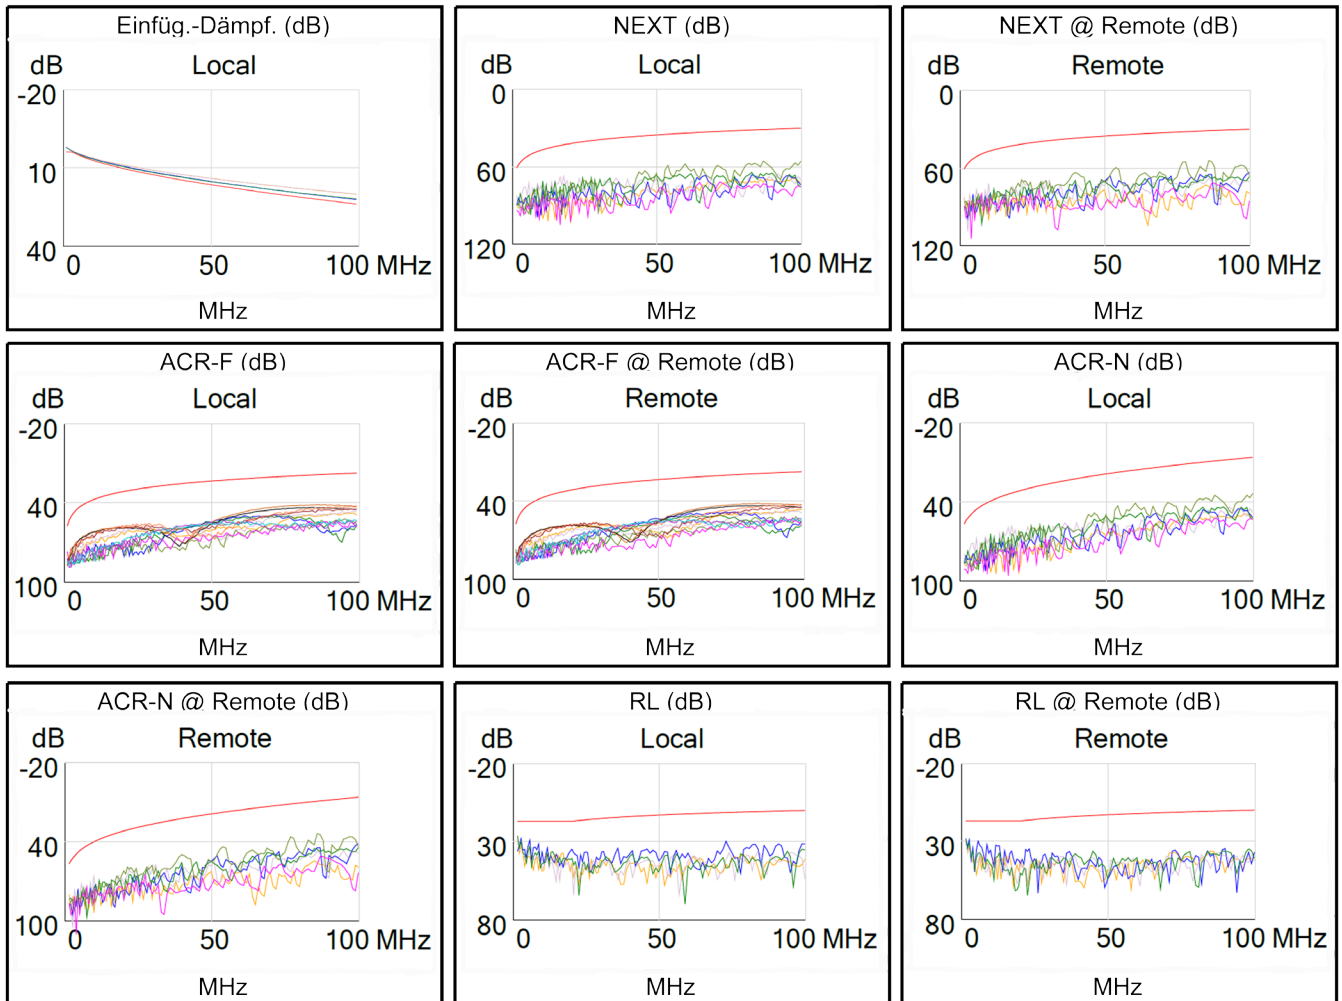 Einfüg.-Dämpf. (dB)
dB Local
-20
10
40
0 50 100 MHz
MHz
NEXT (dB)
dB Local
0
60
120
0 50 100 MHz
MHz
NEXT @ Remote (dB)
dB Remote
0
60
120
0 50 100 MHz
MHz
ACR-F (dB)
dB Local
-20
40
100
0 50 100 MHz
MHz
ACR-F @ Remote (dB)
dB Remote
-20
40
100
0 50 100 MHz
MHz
ACR-N (dB)
dB Local
-20
40
100
0 50 100 MHz
MHz
ACR-N @ Remote (dB)
dB Remote
-20
40
100
0 50 100 MHz
MHz
RL (dB)
dB Local
-20
30
80
0 50 100 MHz
MHz
RL @ Remote (dB)
dB Remote
-20
30
80
0 50 100 MHz
MHz